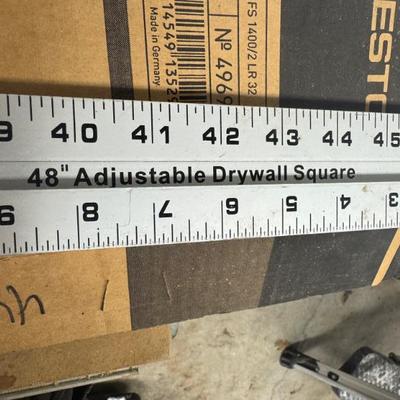 FS 1400/2 LR 32
Nº 4969
Made in Germany
ESTO
9 40 41 42 43 44 45
48" Adjustable Drywall Square
9 8 7 6 5 4 3